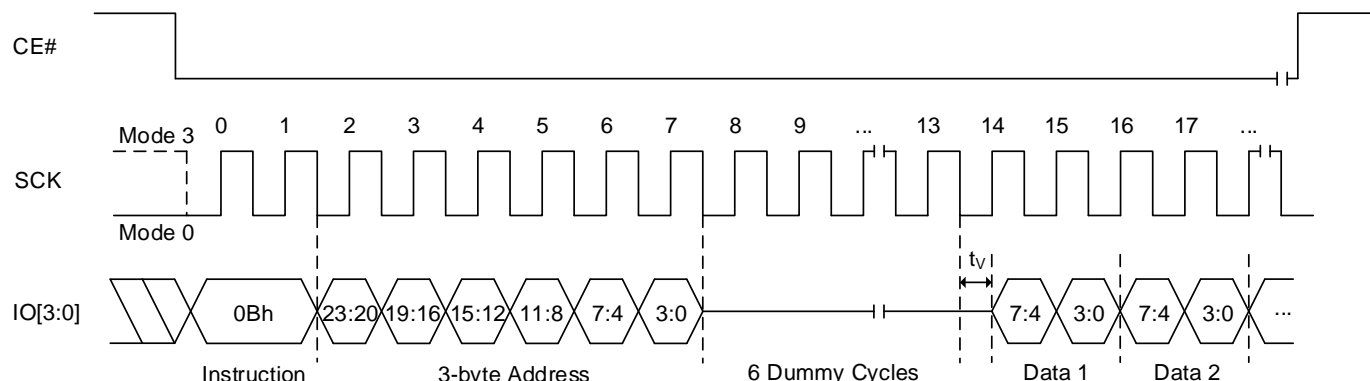 CE#
Mode 3
0 1 2 3 4 5 6 7 8 9 ... 13 14 15 16 17 ...
SCK
Mode 0
tV
IO[3:0]
0Bh 23:20 19:16 15:12 11:8 7:4 3:0 7:4 3:0 7:4 3:0 ...
Instruction 3-byte Address 6 Dummy Cycles Data 1 Data 2